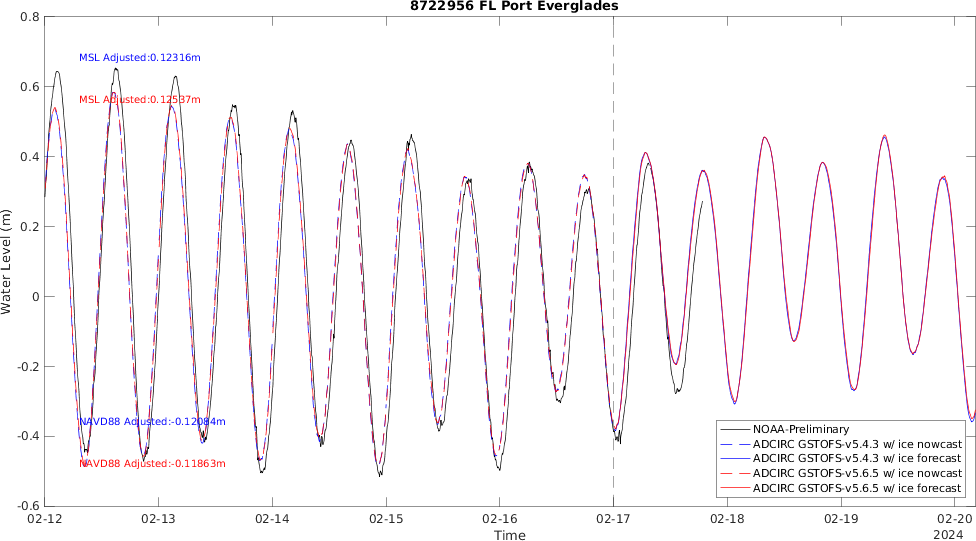 8722956 FL Port Everglades
0.8
0.6
0.4
0.2
0
-0.2
-0.4
-0.6
Water Level (m)
MSL Adjusted:0.12316m
MSL Adjusted:0.12537m
NAVD88 Adjusted:-0.12084m
NAVD88 Adjusted:-0.11863m
NOAA-Preliminary
ADCIRC GSTOFS-v5.4.3 w/ ice nowcast
ADCIRC GSTOFS-v5.4.3 w/ ice forecast
ADCIRC GSTOFS-v5.6.5 w/ ice nowcast
ADCIRC GSTOFS-v5.6.5 w/ ice forecast
02-12 02-13 02-14 02-15 02-16 02-17 02-18 02-19 02-20
Time 2024